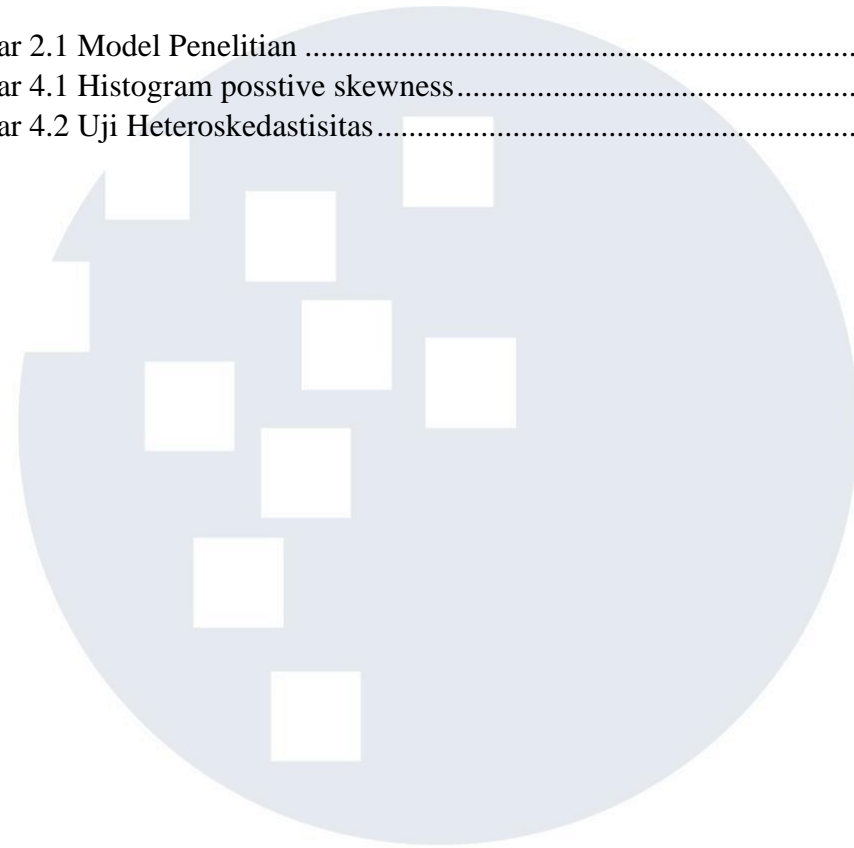 ar 2.1 Model Penelitian ........................................................................................
ar 4.1 Histogram posstive skewness................................................................
ar 4.2 Uji Heteroskedastisitas............................................................................